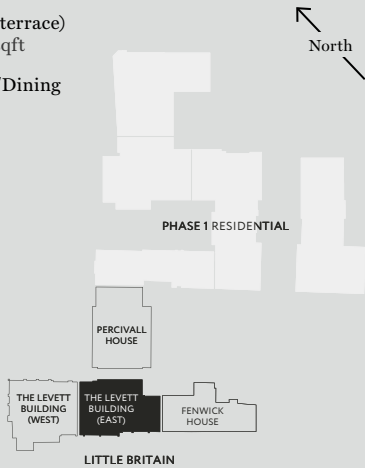 terrace)
North
sqft
/Dining
PHASE 1 RESIDENTIAL
PERCIVALL
HOUSE
THE LEVETT
BUILDING
(WEST)
THE LEVETT
BUILDING
(EAST)
FENWICK
HOUSE
LITTLE BRITAIN